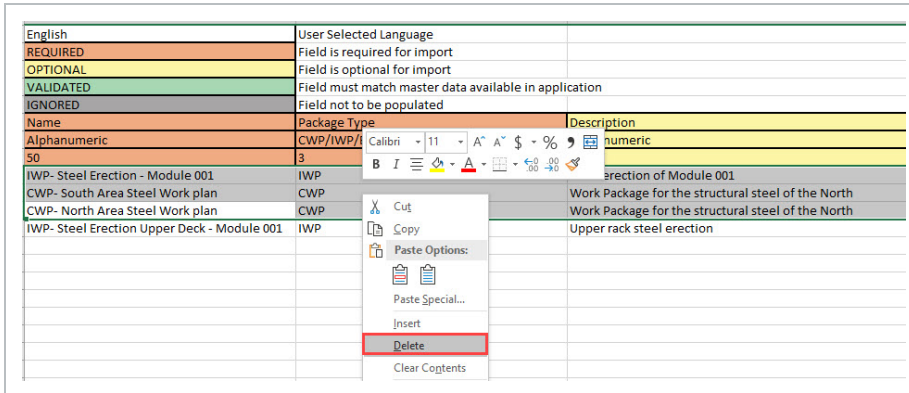 English User Selected Language
REQUIRED Field is required for import
OPTIONAL Field is optional for import
VALIDATED Field must match master data available in application
IGNORED Field not to be populated
Name Package Type Description
Alphanumeric CWP/IWP/ numeric
50 3
Calibri 11 A^ A˅ $ % 9
B I A
IWP- Steel Erection - Module 001 IWP erection of Module 001
CWP- South Area Steel Work plan CWP Work Package for the structural steel of the North
CWP- North Area Steel Work plan CWP Work Package for the structural steel of the North
IWP- Steel Erection Upper Deck - Module 001 IWP Upper rack steel erection
Cut
Copy
Paste Options:
Paste Special...
Insert
Delete
Clear Contents